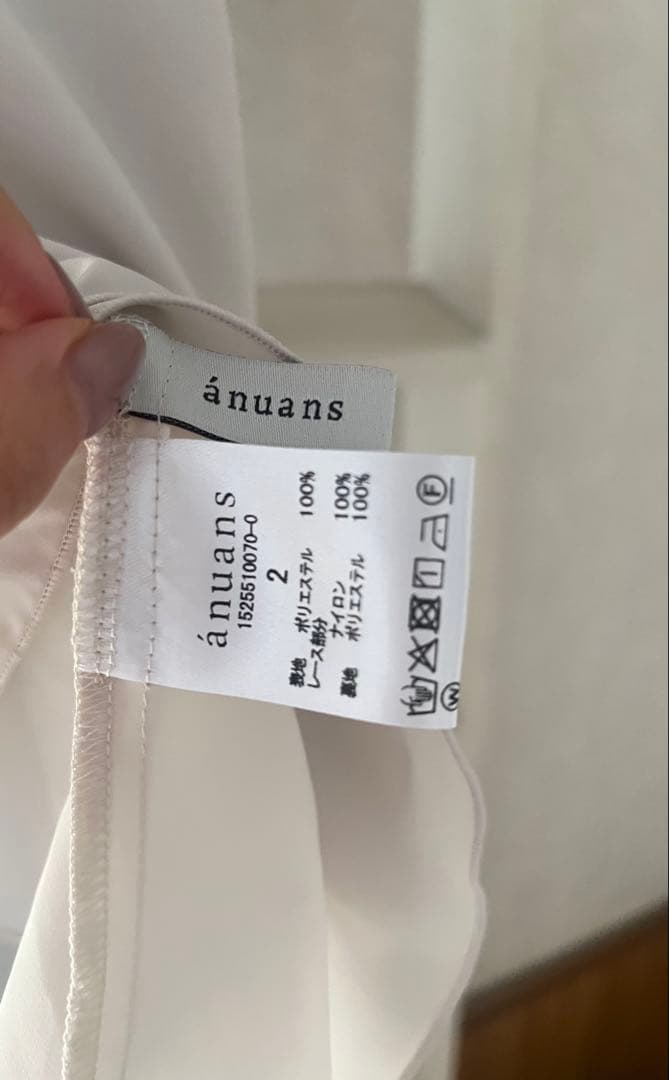 ánuans
ánuans
1525510070-0
2
表地 ポリエステル 100%
レース部分
ナイロン 100%
裏地 ポリエステル 100%
F
W